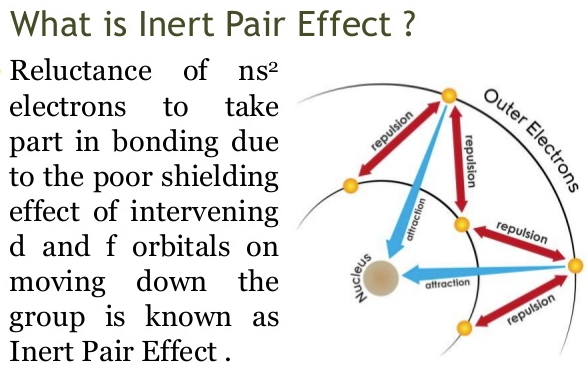 What is Inert Pair Effect ?
Reluctance of ns²
electrons to take
part in bonding due
to the poor shielding
effect of intervening
d and f orbitals on
moving down the
group is known as
Inert Pair Effect .
Outer Electrons
repulsion
repulsion
attraction
repulsion
Nucleus
attraction
repulsion